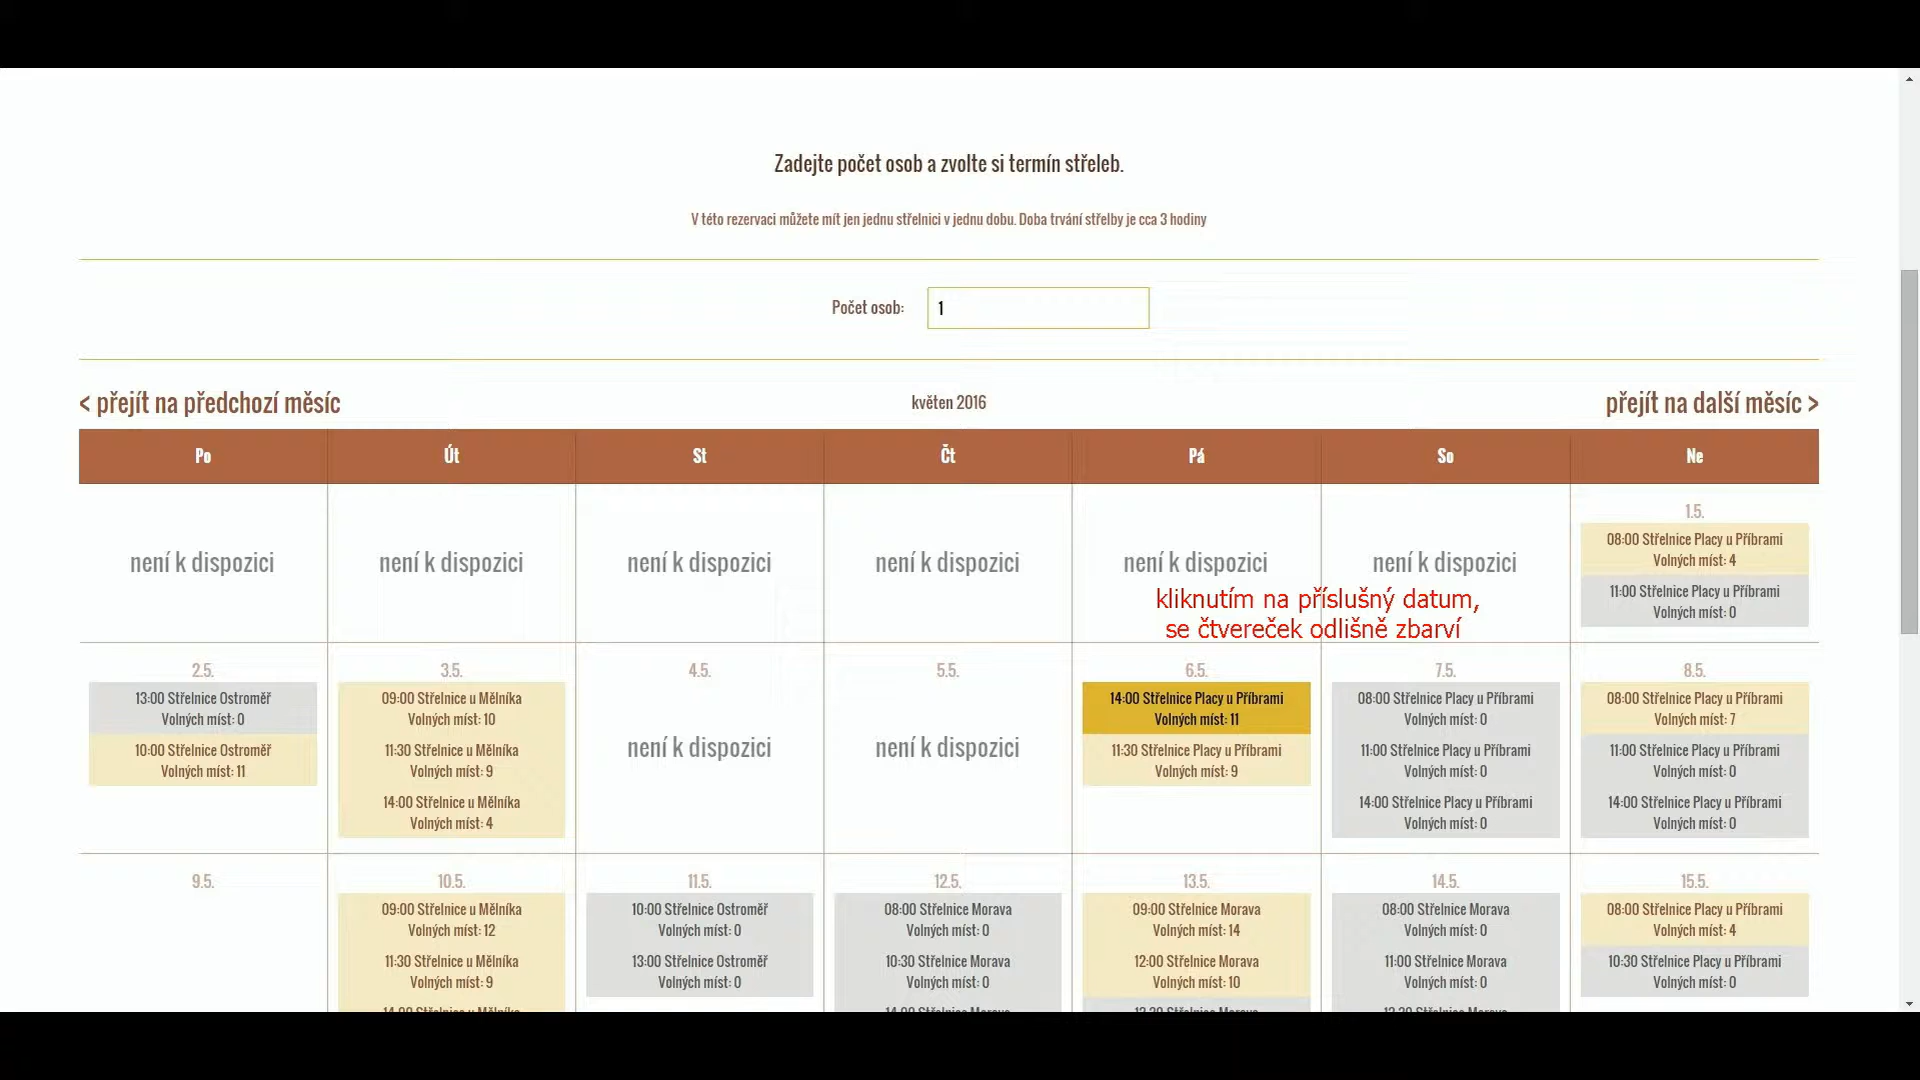 Zadejte počet osob a zvolte si termín střeleb.
V této rezervaci můžete mít jen jednu střelnici v jednu dobu. Doba trvání střelby je cca 3 hodiny
Počet osob: 1
< přejít na předchozí měsíc květen 2016 přejít na další měsíc >
Po Út St Čt Pá So Ne
není k dispozici
není k dispozici
není k dispozici
není k dispozici
není k dispozici
není k dispozici
kliknutím na příslušný datum,
se čtvereček odlišně zbarví
1.5.
08:00 Střelnice Placy u Příbrami
Volných míst: 4
11:00 Střelnice Placy u Příbrami
Volných míst: 0
2.5.
13:00 Střelnice Ostroměř
Volných míst: 0
10:00 Střelnice Ostroměř
Volných míst: 11
3.5.
09:00 Střelnice u Mělníka
Volných míst: 10
11:30 Střelnice u Mělníka
Volných míst: 9
14:00 Střelnice u Mělníka
Volných míst: 4
4.5.
není k dispozici
5.5.
není k dispozici
6.5.
14:00 Střelnice Placy u Příbrami
Volných míst: 11
11:30 Střelnice Placy u Příbrami
Volných míst: 9
7.5.
08:00 Střelnice Placy u Příbrami
Volných míst: 0
11:00 Střelnice Placy u Příbrami
Volných míst: 0
14:00 Střelnice Placy u Příbrami
Volných míst: 0
8.5.
08:00 Střelnice Placy u Příbrami
Volných míst: 7
11:00 Střelnice Placy u Příbrami
Volných míst: 0
14:00 Střelnice Placy u Příbrami
Volných míst: 0
9.5.
10.5.
09:00 Střelnice u Mělníka
Volných míst: 12
11:30 Střelnice u Mělníka
Volných míst: 9
11.5.
10:00 Střelnice Ostroměř
Volných míst: 0
13:00 Střelnice Ostroměř
Volných míst: 0
12.5.
08:00 Střelnice Morava
Volných míst: 0
10:30 Střelnice Morava
Volných míst: 0
13.5.
09:00 Střelnice Morava
Volných míst: 14
12:00 Střelnice Morava
Volných míst: 10
14.5.
08:00 Střelnice Morava
Volných míst: 0
11:00 Střelnice Morava
Volných míst: 0
15.5.
08:00 Střelnice Placy u Příbrami
Volných míst: 4
10:30 Střelnice Placy u Příbrami
Volných míst: 0